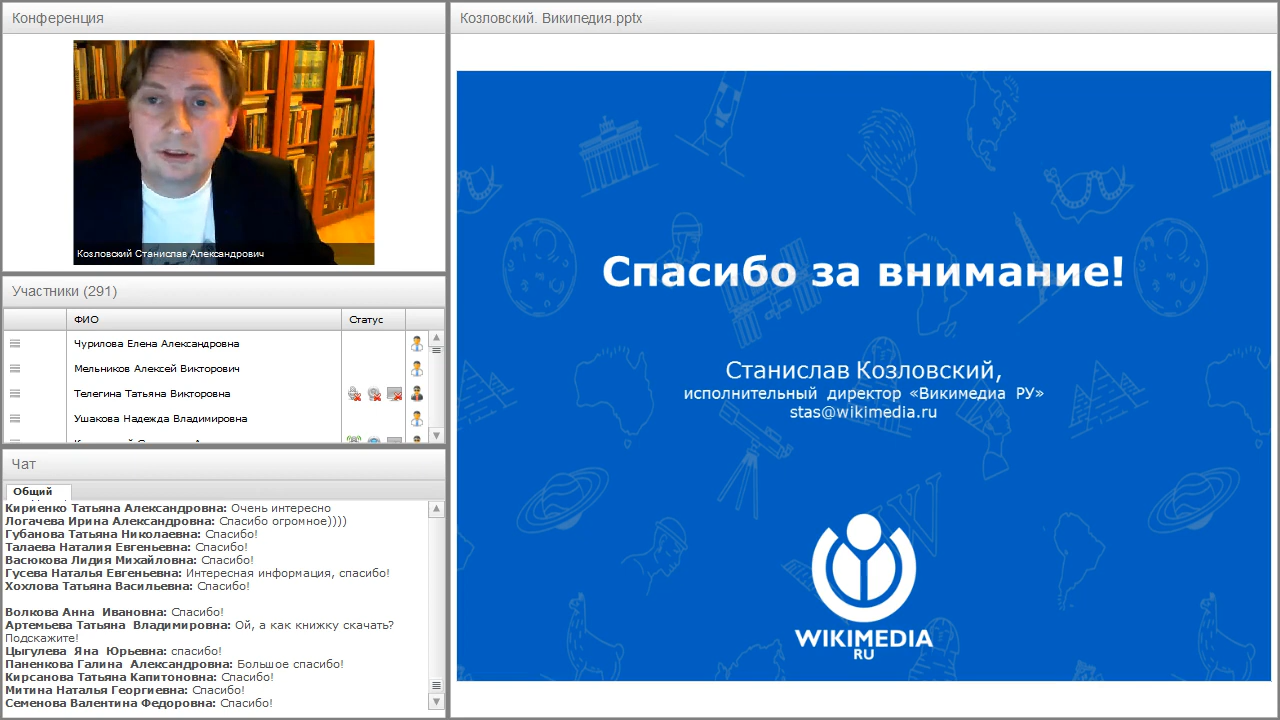 Конференция
Козловский Станислав Александрович
Участники (291)
ФИО
Статус
Чурилова Елена Александровна
Мельников Алексей Викторович
Телегина Татьяна Викторовна
Ушакова Надежда Владимировна
Чат
Общий
Кириенко Татьяна Александровна: Очень интересно
Логачева Ирина Александровна: Спасибо огромное))))
Губанова Татьяна Николаевна: Спасибо!
Талаева Наталия Евгеньевна: Спасибо!
Васюкова Лидия Михайловна: Спасибо!
Гусева Наталья Евгеньевна: Интересная информация, спасибо!
Хохлова Татьяна Васильевна: Спасибо!
Волкова Анна Ивановна: Спасибо!
Артемьева Татьяна Владимировна: Ой, а как книжку скачать?
Подскажите!
Цыгулева Яна Юрьевна: спасибо!
Паненкова Галина Александровна: Большое спасибо!
Кирсанова Татьяна Капитоновна: Спасибо!
Митина Наталья Георгиевна: Спасибо!
Семенова Валентина Федоровна: Спасибо!
Козловский. Википедия.pptx
Спасибо за внимание!
Станислав Козловский,
исполнительный директор «Викимедиа РУ»
stas@wikimedia.ru
W
WIKIMEDIA
RU